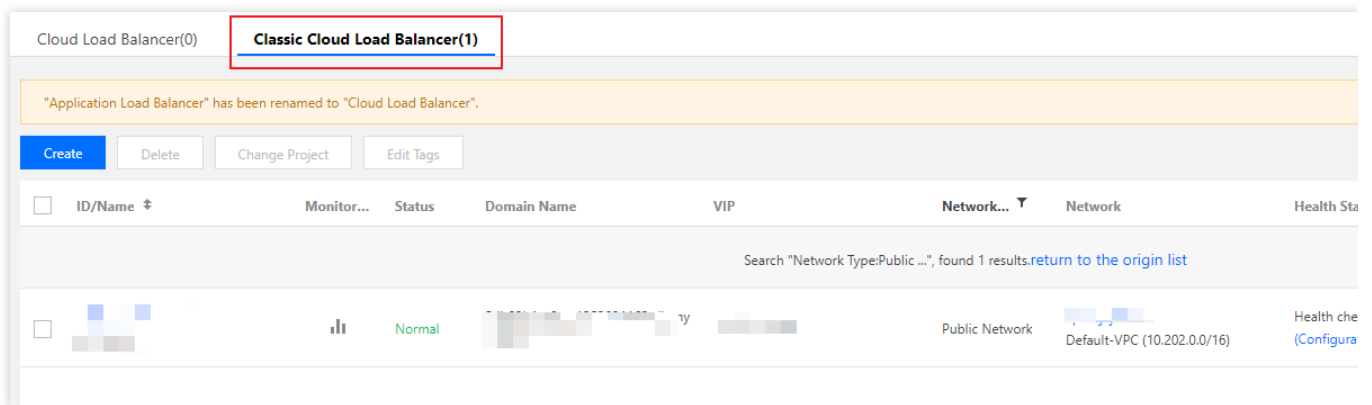 Cloud Load Balancer(0) Classic Cloud Load Balancer(1)
"Application Load Balancer" has been renamed to "Cloud Load Balancer".
Create Delete Change Project Edit Tags
ID/Name Monitor... Status Domain Name VIP Network... Network Health Sta
Search "Network Type:Public ...", found 1 results.return to the origin list
Normal Public Network Default-VPC (10.202.0.0/16) Health che
(Configura